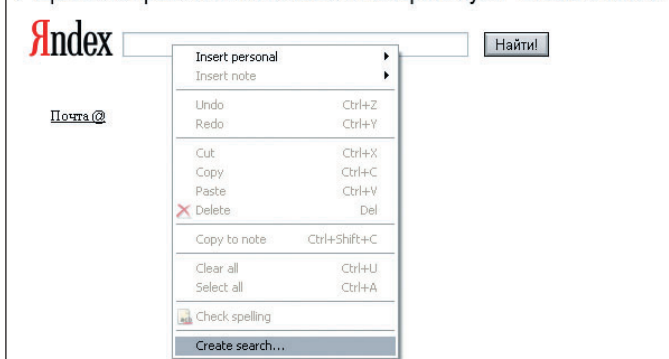 Яndex
Найти!
Insert personal
Insert note
Undo Ctrl+Z
Почта@
Redo Ctrl+Y
Cut Ctrl+X
Copy Ctrl+C
Paste Ctrl+V
Delete Del
Copy to note Ctrl+Shift+C
Clear all Ctrl+U
Select all Ctrl+A
Check spelling
Create search...